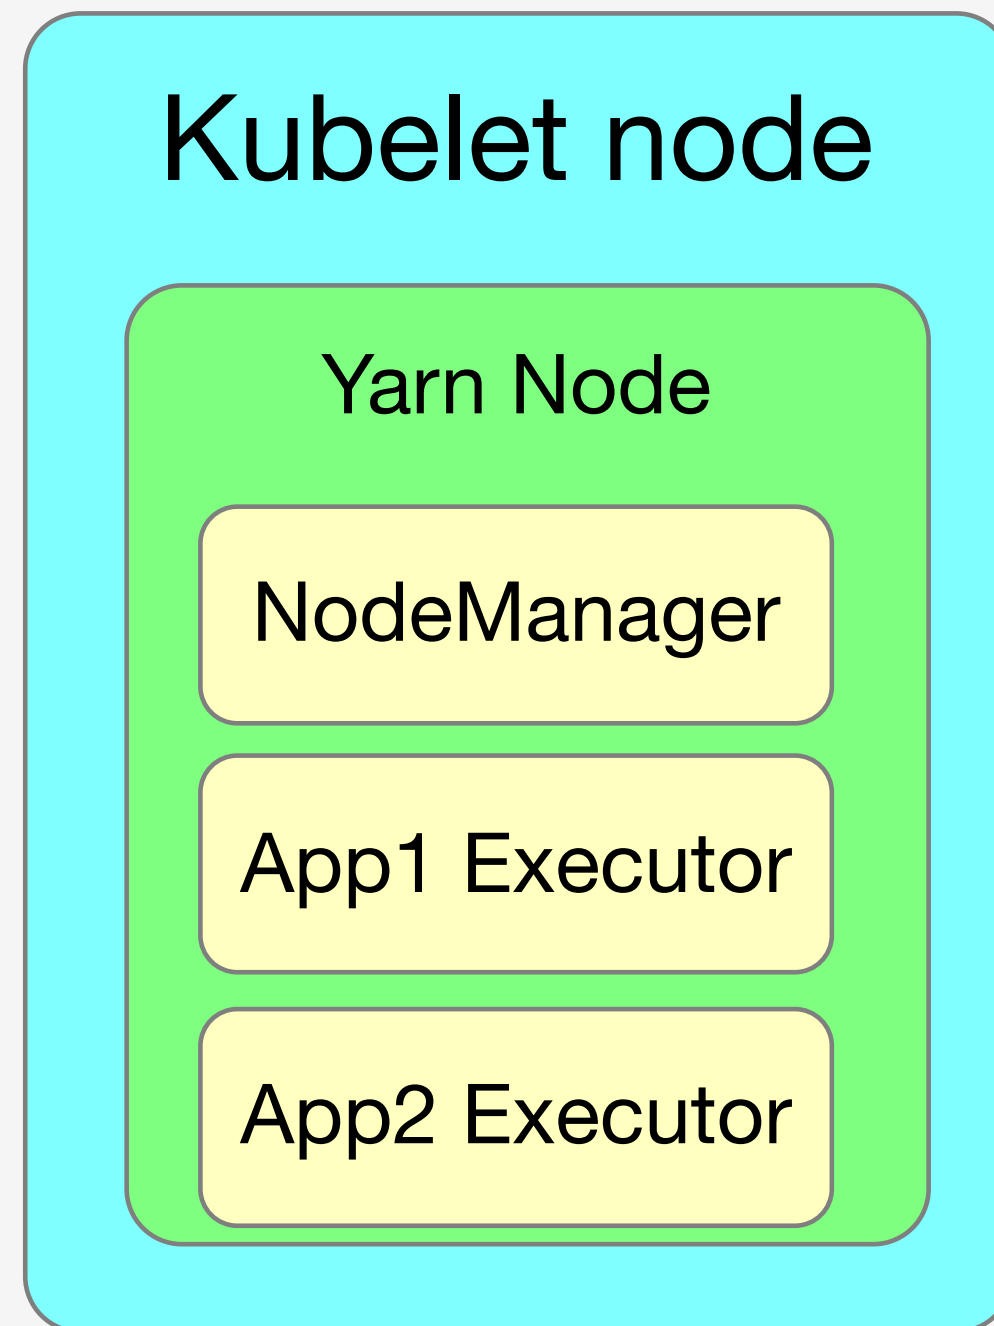 Kubelet node
Yarn Node
NodeManager
App1 Executor
App2 Executor